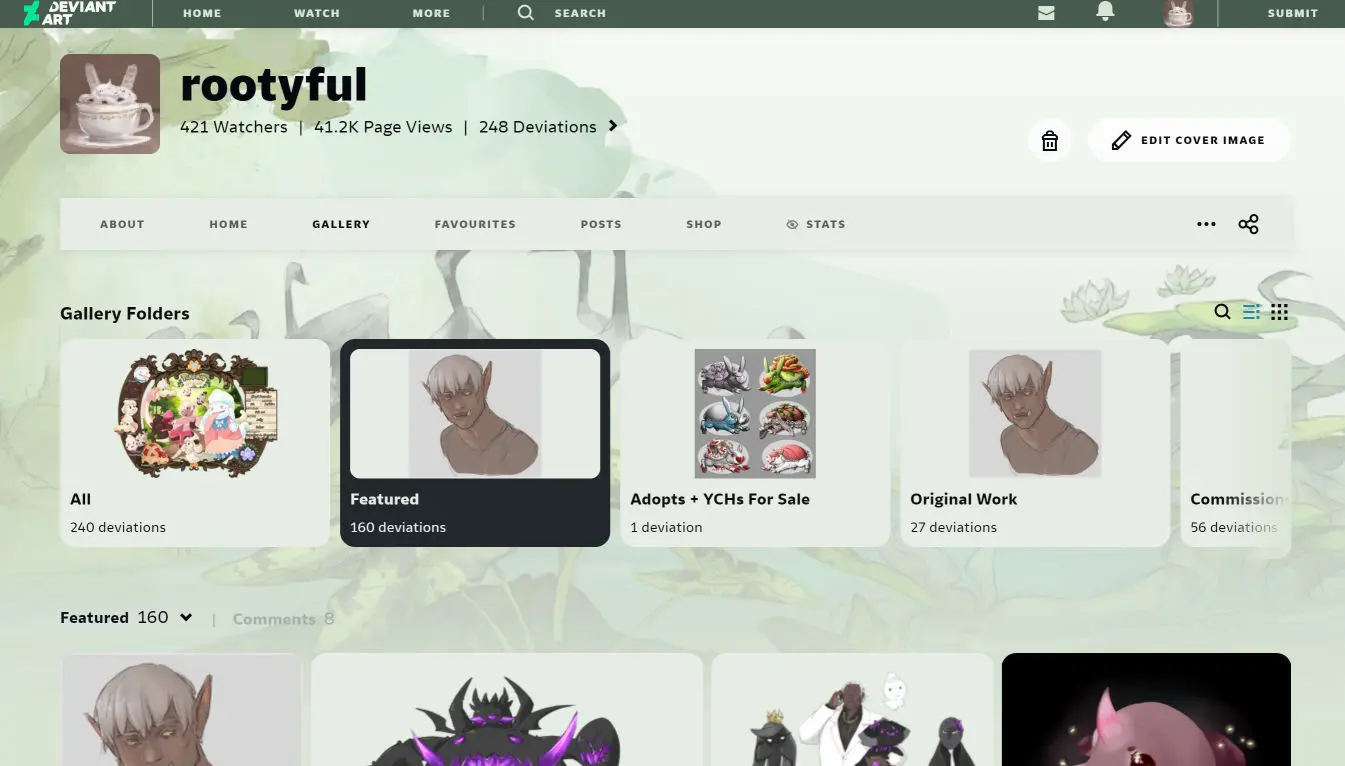 DEVIANT ART HOME WATCH MORE SEARCH SUBMIT
rootyful
421 Watchers | 41.2K Page Views | 248 Deviations
EDIT COVER IMAGE
ABOUT HOME GALLERY FAVOURITES POSTS SHOP STATS
Gallery Folders
All
240 deviations
Featured
160 deviations
Adopts + YCHs For Sale
1 deviation
Original Work
27 deviations
Commission
56 deviations
Featured 160 | Comments 8